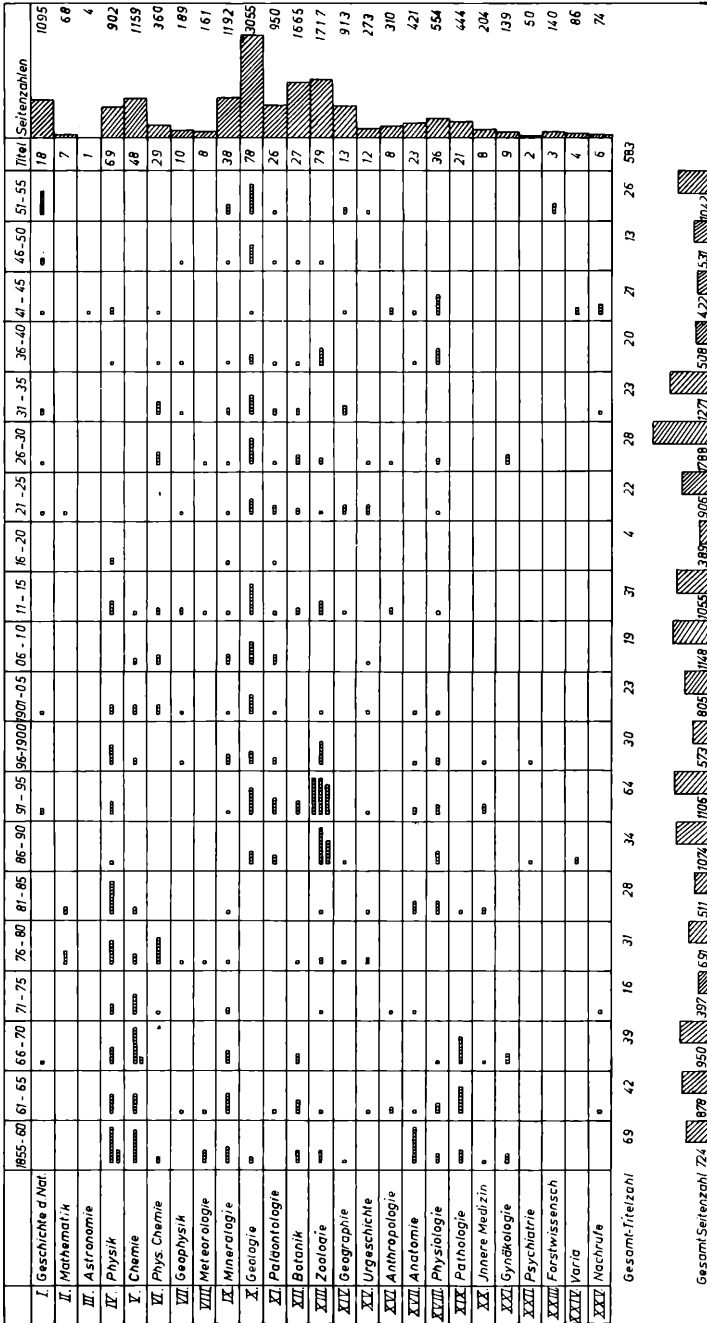 1855-60 61-65 66-70 71-75 76-80 81-85 86-90 91-95 96-1900 1901-05 06-10 11-15 16-20 21-25 26-30 31-35 36-40 41-45 46-50 51-55 Titel Seitenzahlen
I. Geschichte d Nat. 18 1095
II. Mathematik 7 68
III. Astronomie 1 4
IV. Physik 69 902
V. Chemie 48 1159
VI. Phys. Chemie 29 360
VII. Geophysik 10 189
VIII. Meteorologie 8 161
IX. Mineralogie 38 1192
X. Geologie 78 3055
XI. Paläontologie 26 950
XII. Botanik 27 1665
XIII. Zoologie 79 1717
XIV. Geographie 13 913
XV. Urgeschichte 12 273
XVI. Anthropologie 8 310
XVII. Anatomie 23 421
XVIII. Physiologie 36 554
XIX. Pathologie 21 444
XX. Jnnere Medizin 8 204
XXI. Gynäkologie 9 139
XXII. Psychiatrie 2 50
XXIII. Forstwissensch 3 140
XXIV. Varia 4 86
XXV. Nachrufe 6 74
Gesamt-Titelzahl 69 42 39 16 31 28 34 64 30 23 19 31 4 22 28 23 20 21 13 26 583
Gesamt Seitenzahl 724 878 950 397 691 511 1074 1106 573 805 1148 1055 389 906 1788 1271 508 422 531 1042